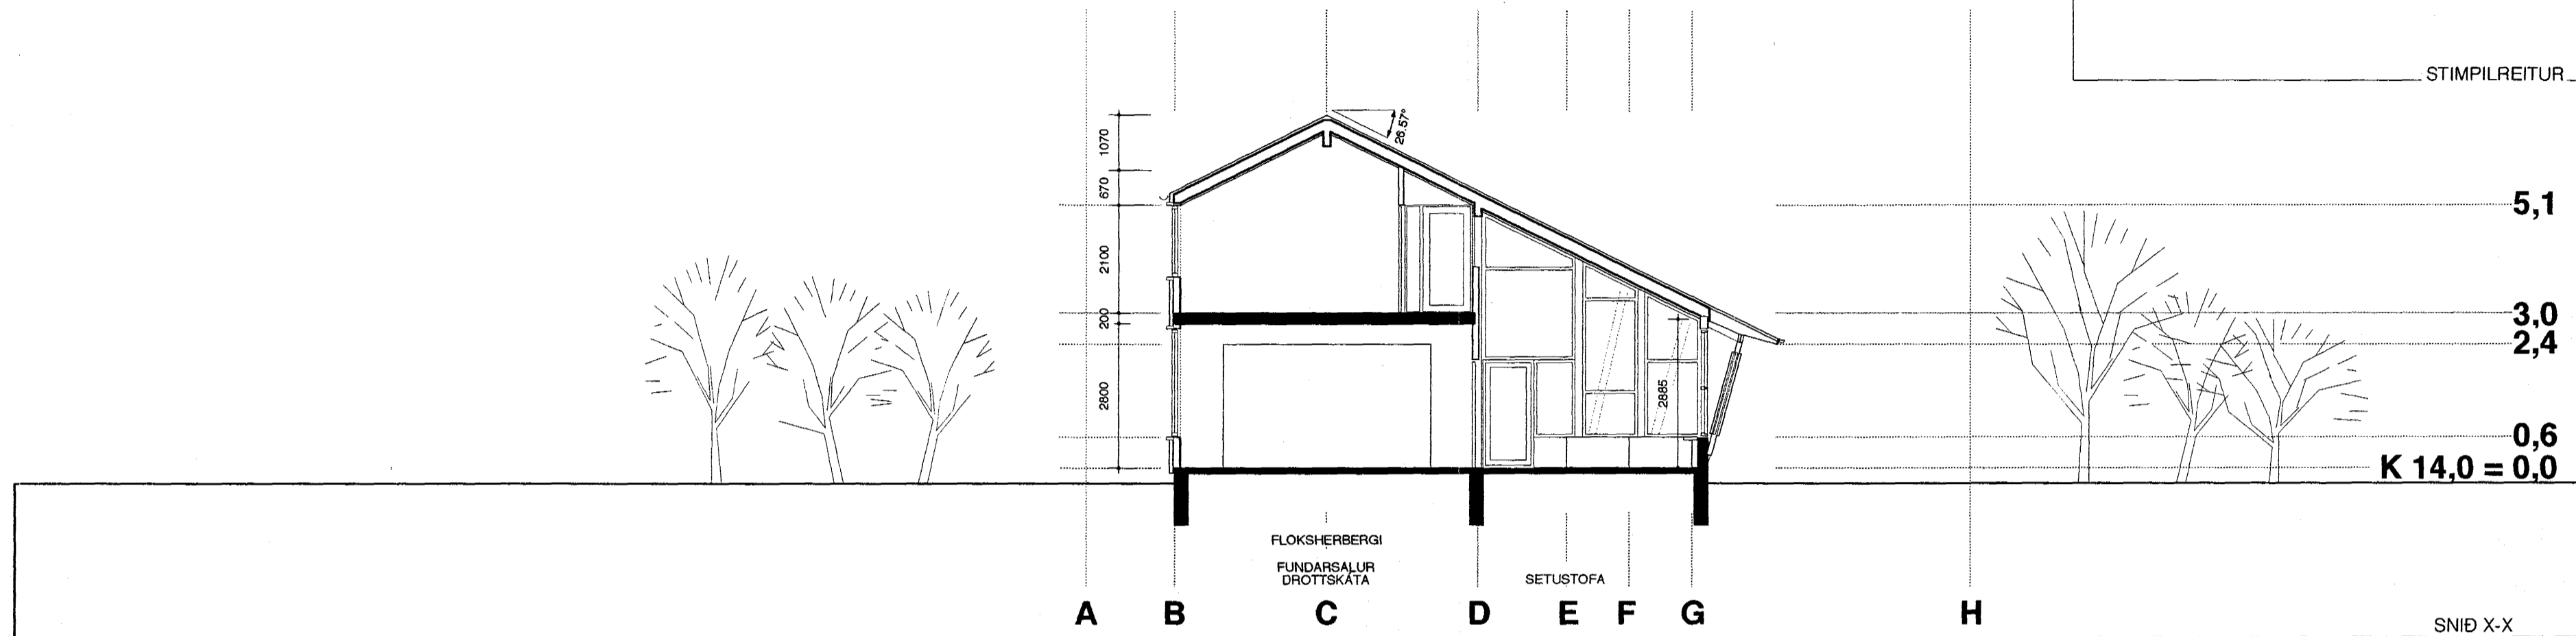 STIMPILREITUR
26.57°
1070
670
5,1
2100
200
3,0
2,4
2800
2885
0,6
K 14,0 = 0,0
FLOKSHERBERGI
FUNDARSALUR
DROTTSKÁTA
SETUSTOFA
A B C D E F G H
SNIÐ X-X